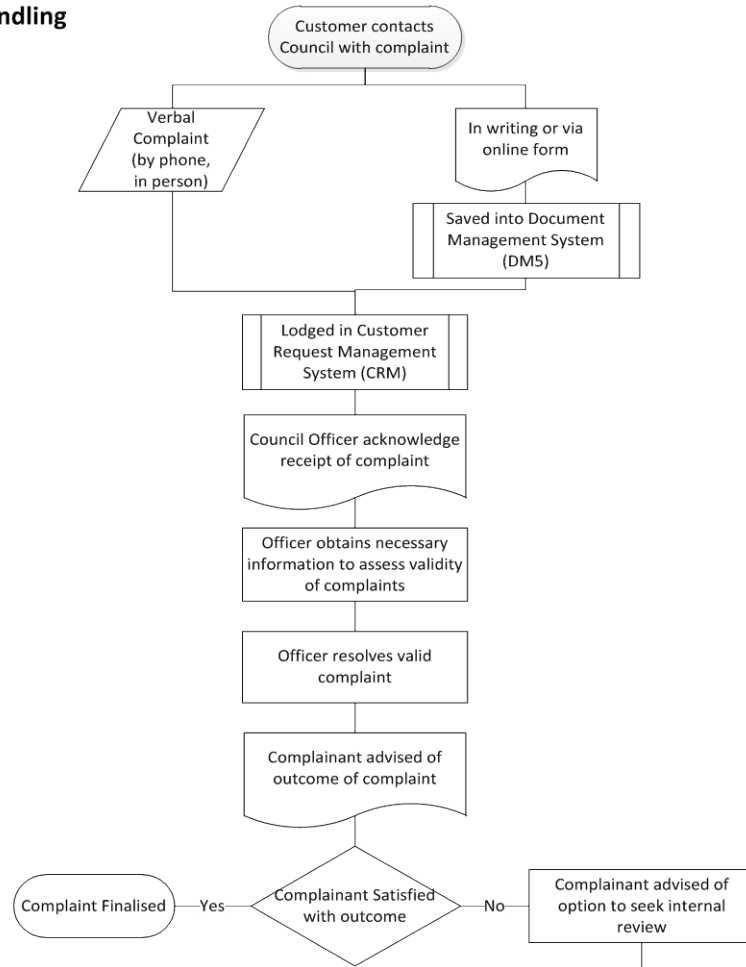 ndling
Customer contacts
Council with complaint
Verbal
Complaint
(by phone,
in person)
In writing or via
online form
Saved into Document
Management System
(DM5)
Lodged in Customer
Request Management
System (CRM)
Council Officer acknowledge
receipt of complaint
Officer obtains necessary
information to assess validity
of complaints
Officer resolves valid
complaint
Complainant advised of
outcome of complaint
Complaint Finalised
Yes
Complainant Satisfied
with outcome
No
Complainant advised of
option to seek internal
review